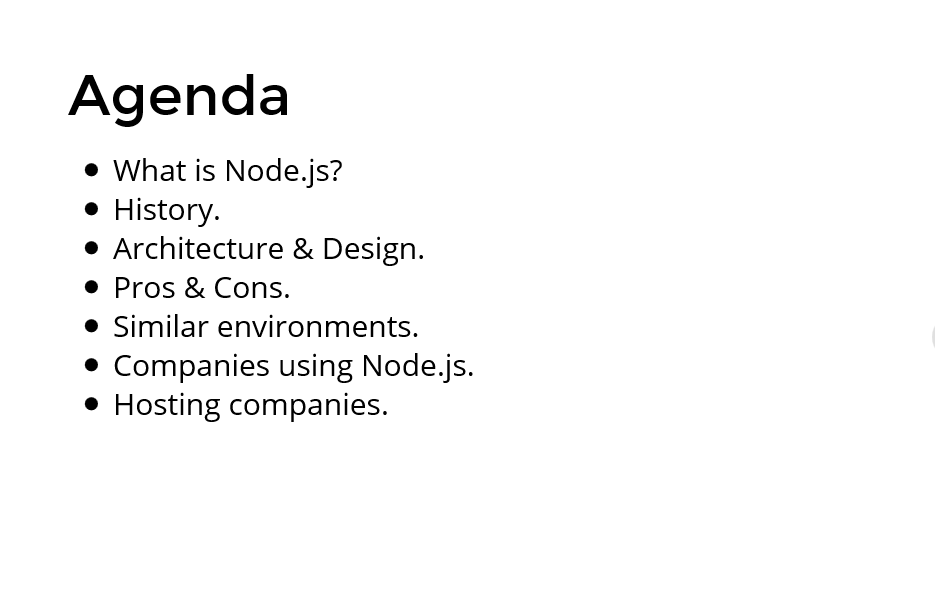 Agenda
● What is Node.js?
● History.
● Architecture & Design.
● Pros & Cons.
● Similar environments.
● Companies using Node.js.
● Hosting companies.